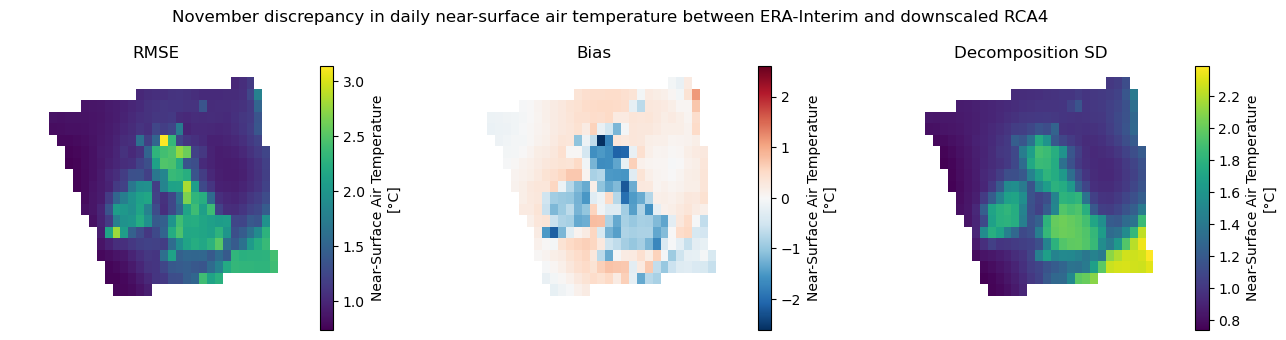 November discrepancy in daily near-surface air temperature between ERA-Interim and downscaled RCA4
RMSE
3.0
2.5
2.0
1.5
1.0
Near-Surface Air Temperature
[°C]
Bias
2
1
0
−1
−2
Near-Surface Air Temperature
[°C]
Decomposition SD
2.2
2.0
1.8
1.6
1.4
1.2
1.0
0.8
Near-Surface Air Temperature
[°C]